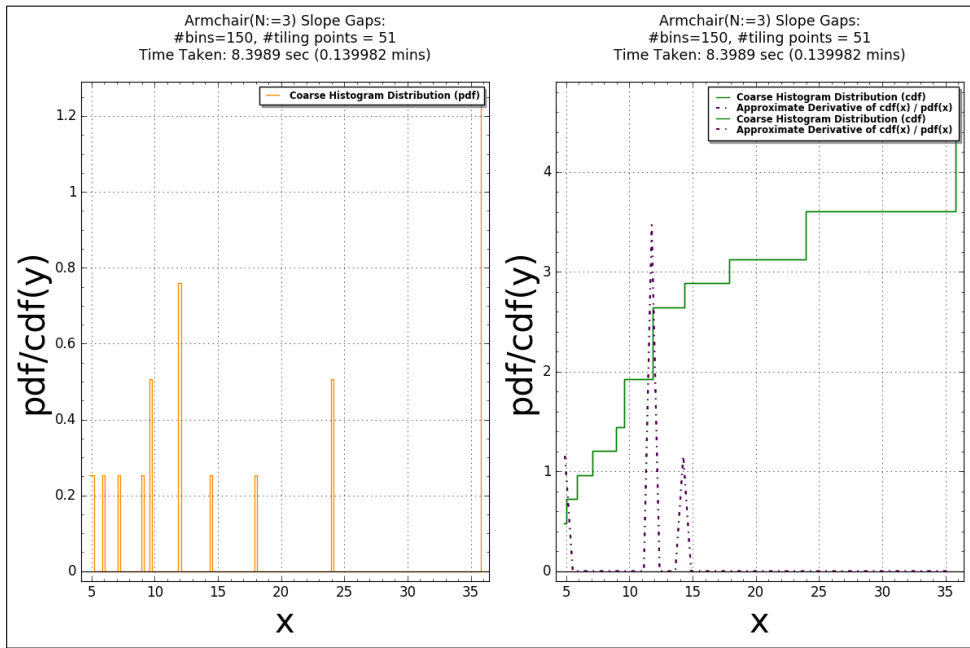 Armchair(N:=3) Slope Gaps:
#bins=150, #tiling points = 51
Time Taken: 8.3989 sec (0.139982 mins)
Coarse Histogram Distribution (pdf)
pdf/cdf(y)
1.2
1
0.8
0.6
0.4
0.2
0
5 10 15 20 25 30 35
x
Armchair(N:=3) Slope Gaps:
#bins=150, #tiling points = 51
Time Taken: 8.3989 sec (0.139982 mins)
Coarse Histogram Distribution (cdf)
Approximate Derivative of cdf(x) / pdf(x)
Coarse Histogram Distribution (cdf)
Approximate Derivative of cdf(x) / pdf(x)
pdf/cdf(y)
4
3
2
1
0
5 10 15 20 25 30 35
x